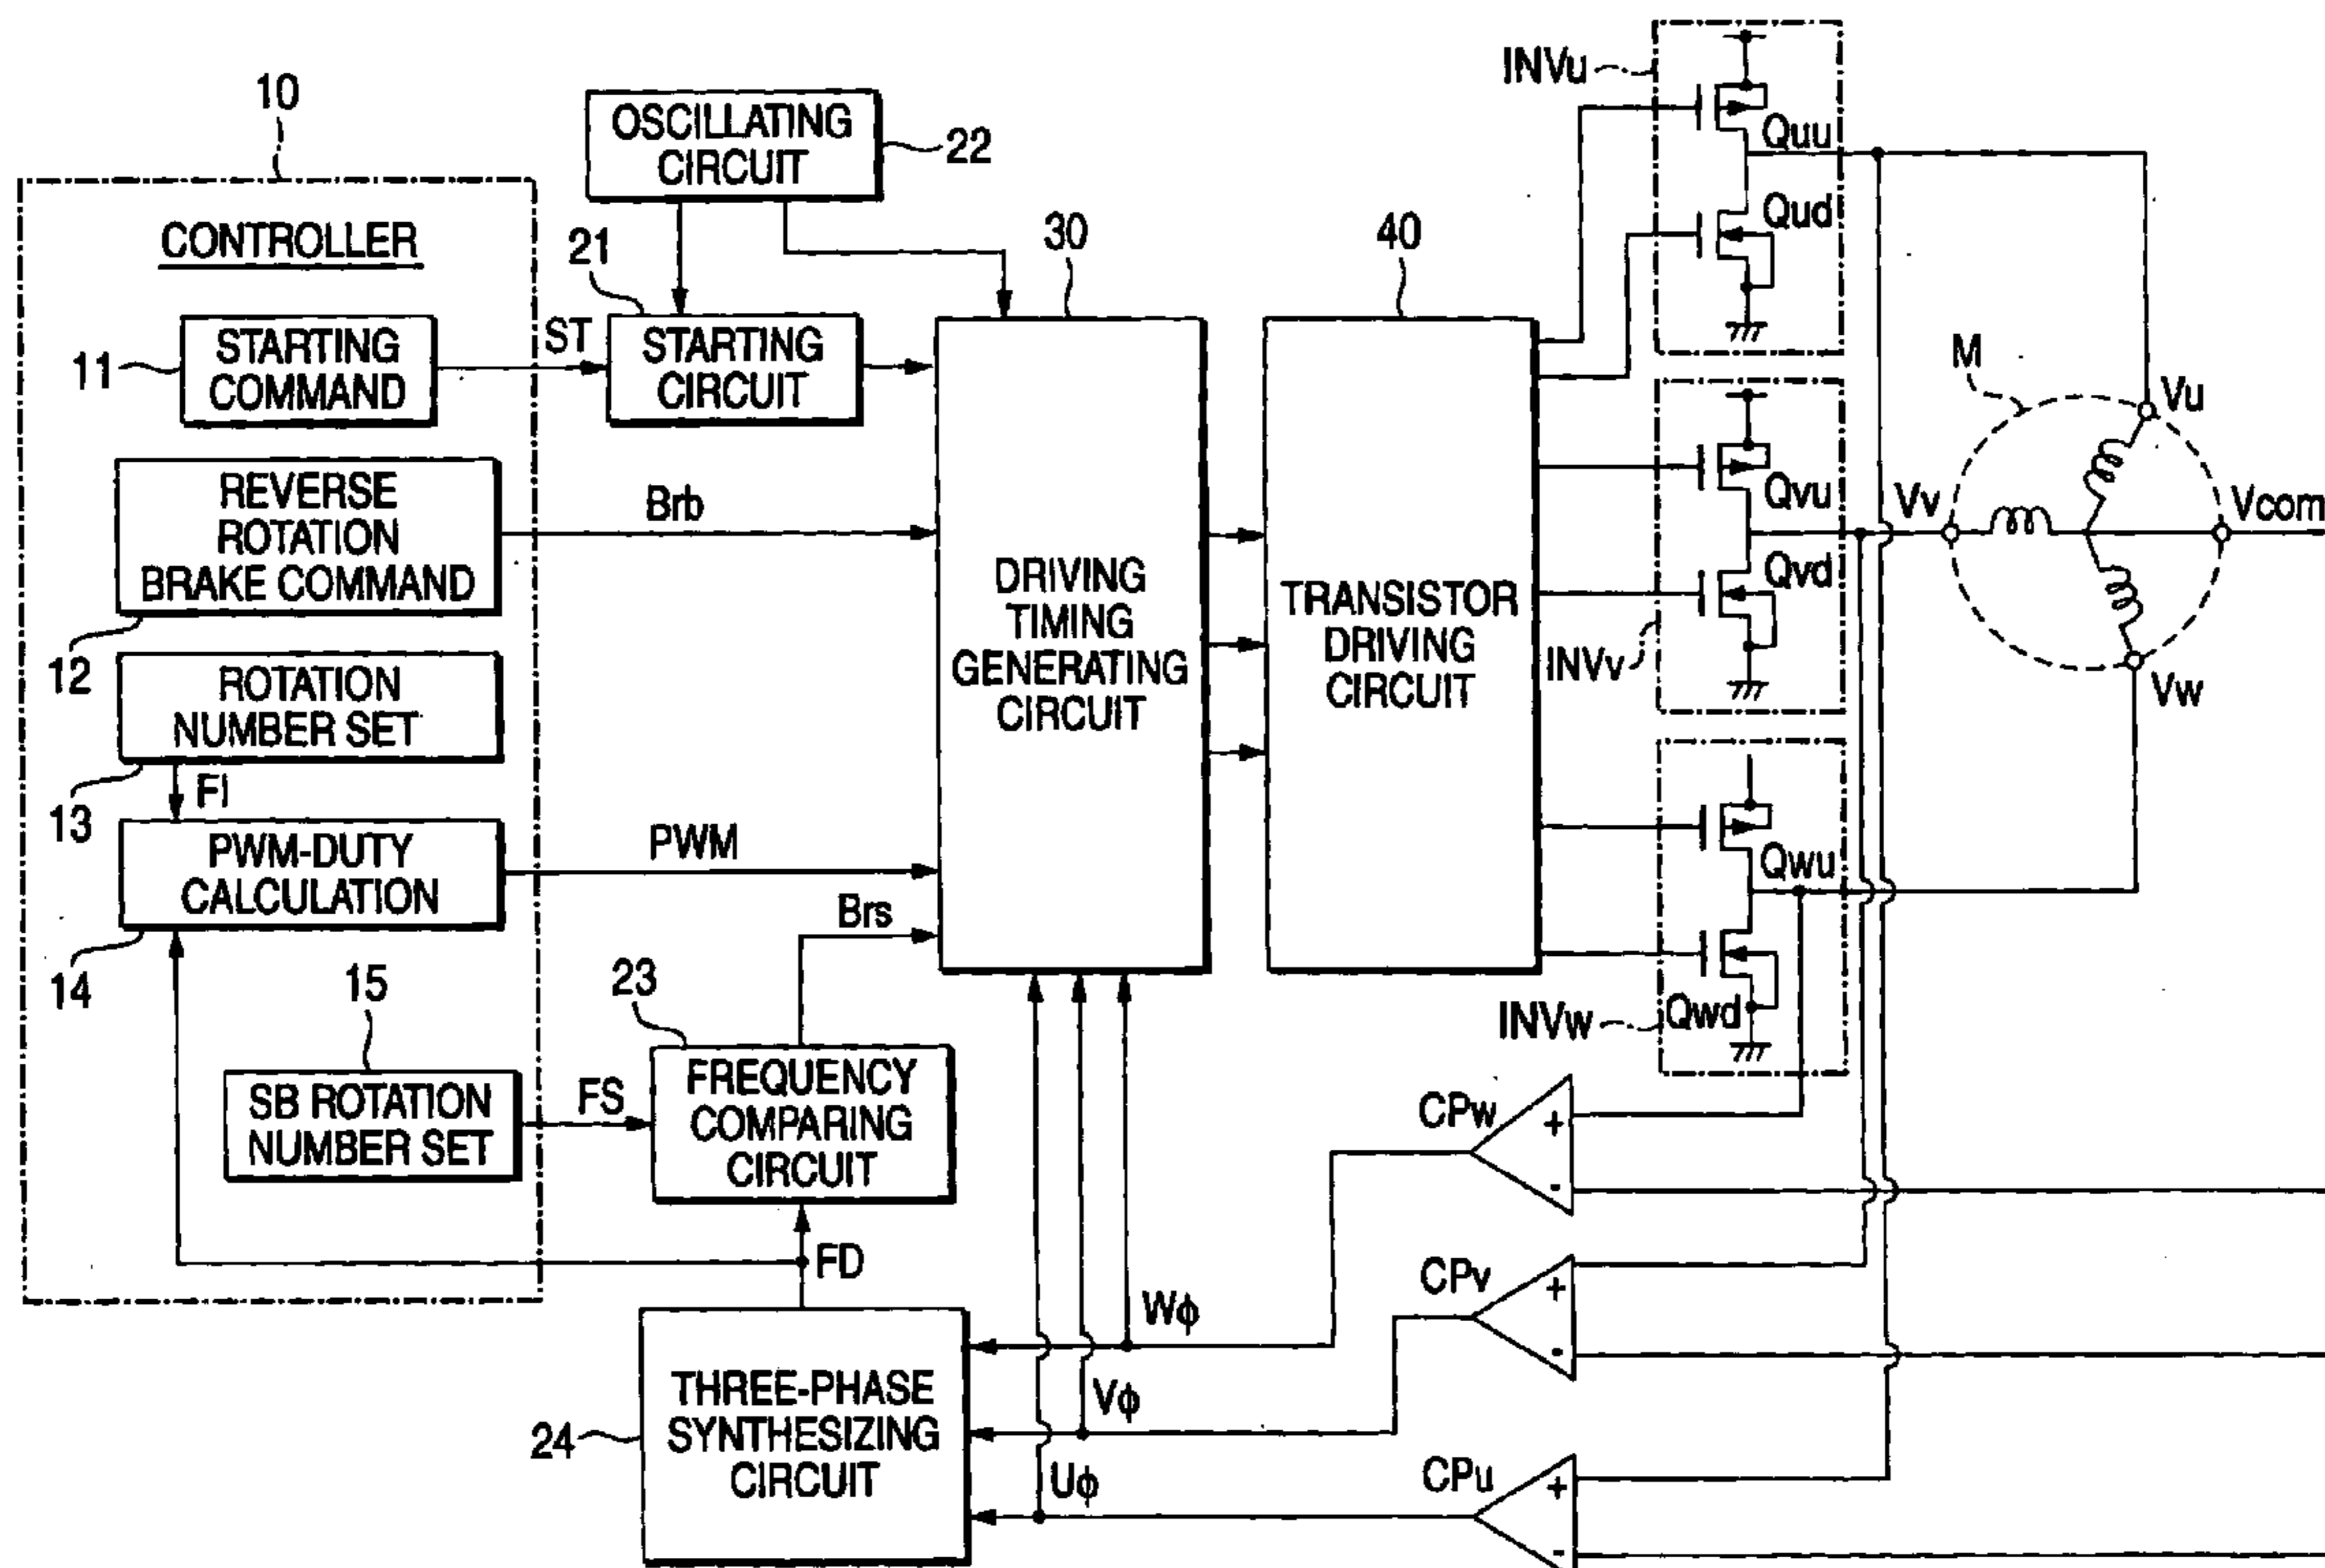 10
CONTROLLER
OSCILLATING
CIRCUIT
22
21
STARTING
CIRCUIT
11
STARTING
COMMAND
ST
REVERSE
ROTATION
BRAKE COMMAND
12
Brb
ROTATION
NUMBER SET
13
FI
PWM-DUTY
CALCULATION
14
PWM
Brs
15
SB ROTATION
NUMBER SET
FS
23
FREQUENCY
COMPARING
CIRCUIT
FD
24
THREE-PHASE
SYNTHESIZING
CIRCUIT
30
DRIVING
TIMING
GENERATING
CIRCUIT
40
TRANSISTOR
DRIVING
CIRCUIT
INVu
Quu
Qud
INVv
Qvu
Qvd
INVw
Qwu
Qwd
M
Vu
Vv
Vcom
Vw
CPw
+
-
CPv
+
-
CPu
+
-
Wϕ
Vϕ
Uϕ